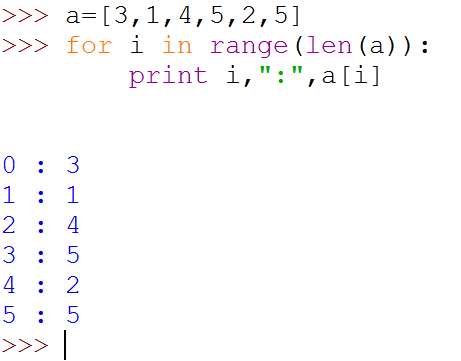 >>> a=[3,1,4,5,2,5]
>>> for i in range(len(a)):
        print i,":",a[i]
0 : 3
1 : 1
2 : 4
3 : 5
4 : 2
5 : 5
>>>